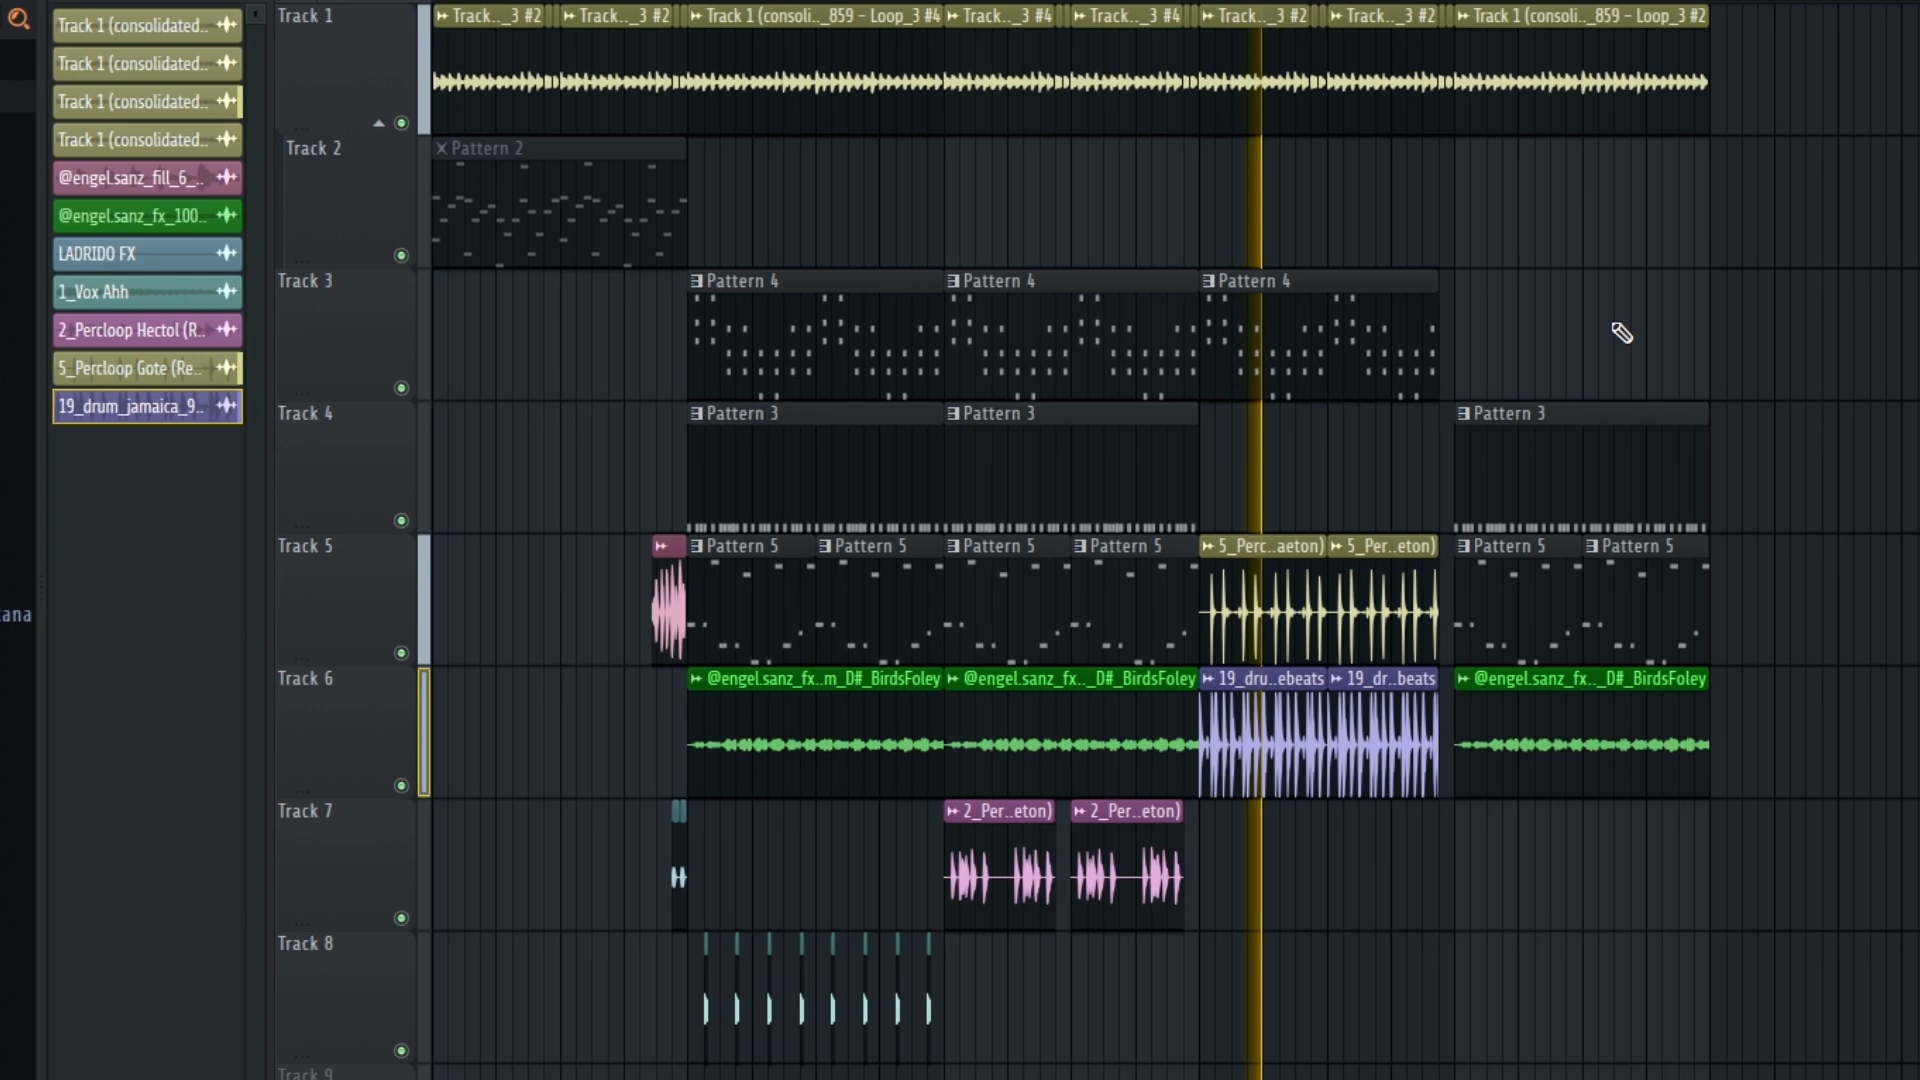 Track 1 (consolidated..
Track 1 (consolidated..
Track 1 (consolidated..
Track 1 (consolidated..
@engel.sanz_fill_6_..
@engel.sanz_fx_100..
LADRIDO FX
1_Vox Ahh
2_Percloop Hectol (R..
5_Percloop Gote (Re..
19_drum_jamaica_9..
tana
Track 1
Track.._3 #2
Track.._3 #2
Track 1 (consoli.._859 - Loop_3 #4
Track.._3 #4
Track.._3 #4
Track.._3 #2
Track.._3 #2
Track 1 (consoli.._859 - Loop_3 #2
Track 2
Pattern 2
Track 3
Pattern 4
Pattern 4
Pattern 4
Track 4
Pattern 3
Pattern 3
Pattern 3
Track 5
Pattern 5
Pattern 5
Pattern 5
Pattern 5
5_Perc..aeton)
5_Per..eton)
Pattern 5
Pattern 5
Track 6
@engel.sanz_fx..m_D#_BirdsFoley
@engel.sanz_fx.._D#_BirdsFoley
19_dru..ebeats
19_dr..beats
@engel.sanz_fx.._D#_BirdsFoley
Track 7
2_Per..eton)
2_Per..eton)
Track 8
Track 9